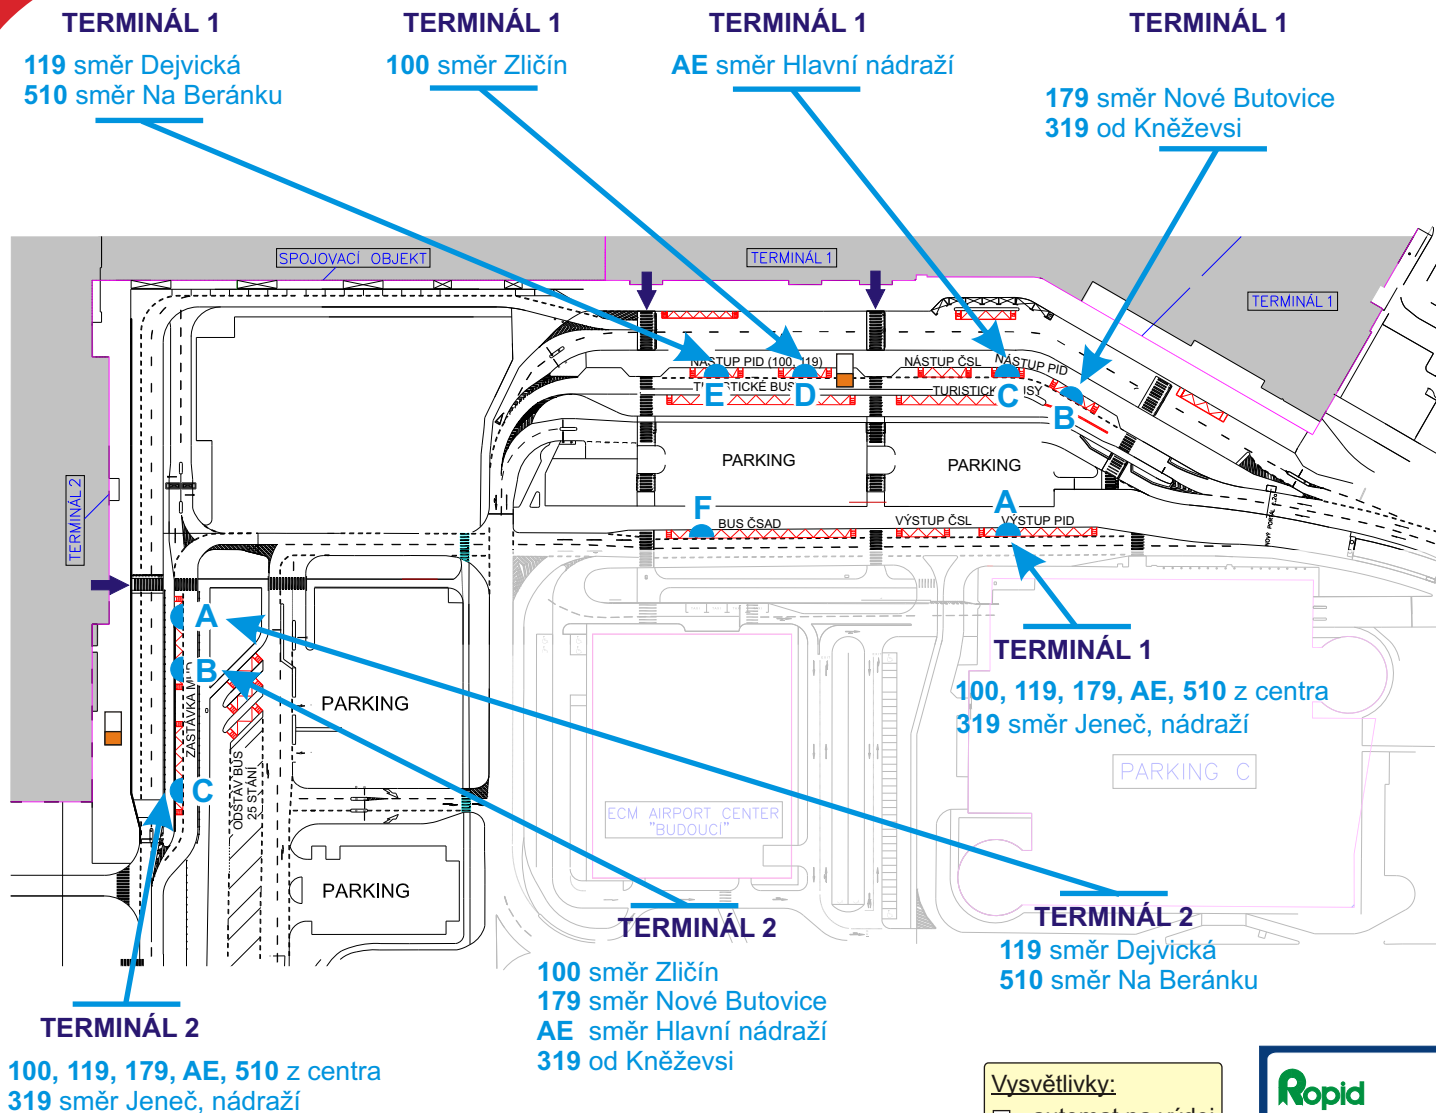 TERMINÁL 1
119 směr Dejvická
510 směr Na Beránku
TERMINÁL 1
100 směr Zličín
TERMINÁL 1
AE směr Hlavní nádraží
TERMINÁL 1
179 směr Nové Butovice
319 od Kněževsi
SPOJOVACÍ OBJEKT
TERMINÁL 1
TERMINÁL 1
NÁSTUP PID (100, 119)
NÁSTUP ČSL
NÁSTUP PID
E
D
C
B
PARKING
PARKING
TERMINÁL 2
F
BUS ČSAD
VÝSTUP ČSL
A
VÝSTUP PID
A
B
C
ODSTAV BUS
25 STÁNÍ
PARKING
PARKING
TERMINÁL 1
100, 119, 179, AE, 510 z centra
319 směr Jeneč, nádraží
PARKING C
ECM AIRPORT CENTER
"BUDOUCI"
TERMINÁL 2
119 směr Dejvická
510 směr Na Beránku
TERMINÁL 2
100 směr Zličín
179 směr Nové Butovice
AE směr Hlavní nádraží
319 od Kněževsi
TERMINÁL 2
100, 119, 179, AE, 510 z centra
319 směr Jeneč, nádraží
Vysvětlivky:
Ropid